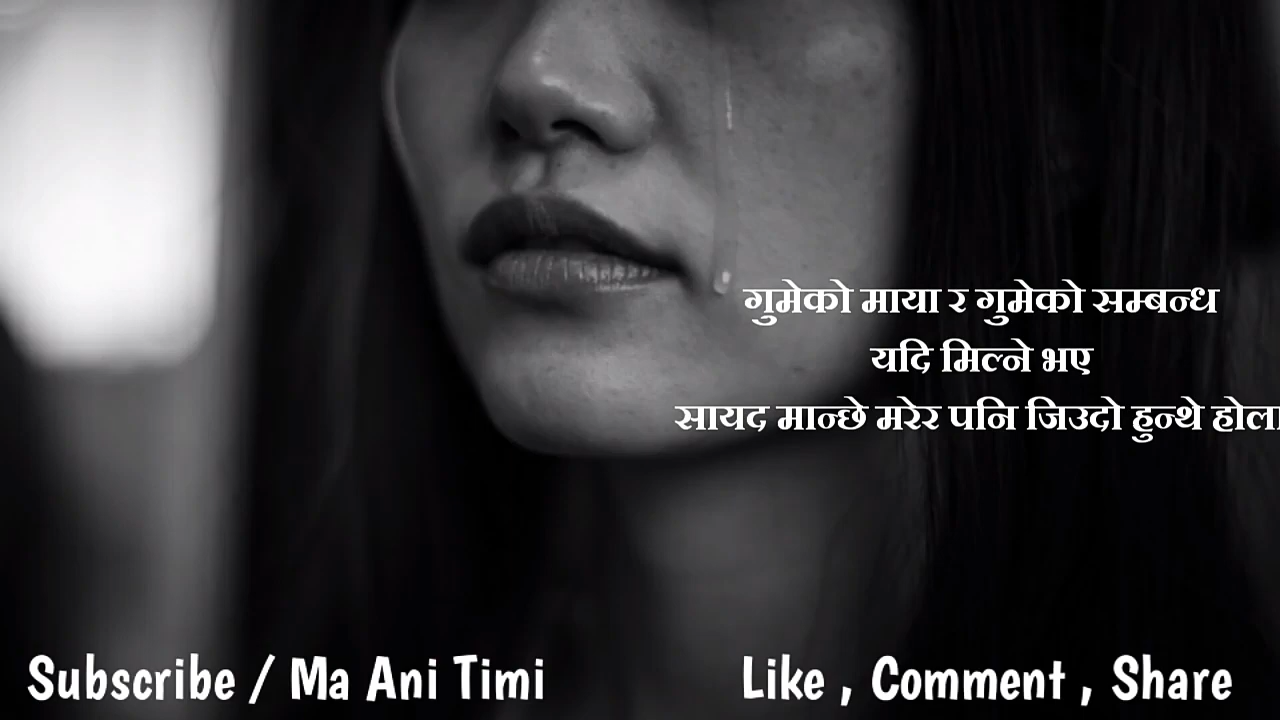 गुमेको माया र गुमेको सम्बन्ध
यदि मिल्ने भए
सायद मान्छे मरेर पनि जिउदो हुन्थे होला
Subscribe / Ma Ani Timi
Like , Comment , Share